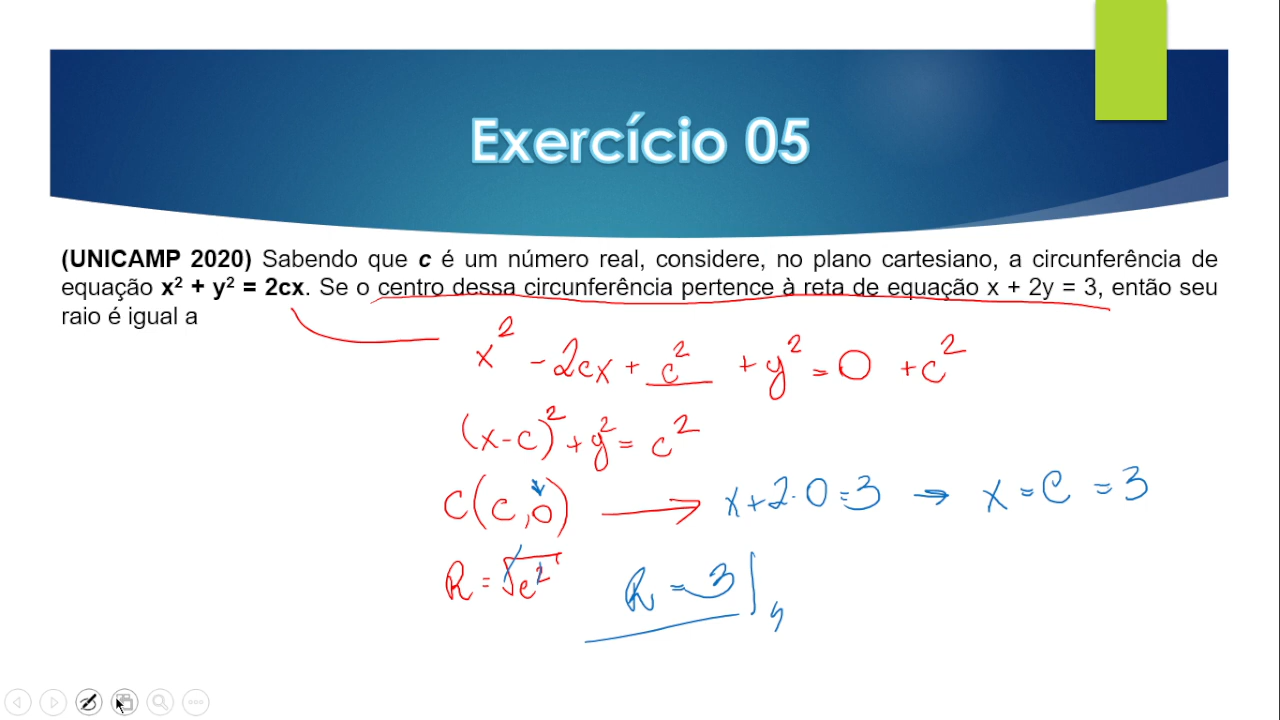 Exercício 05
(UNICAMP 2020) Sabendo que c é um número real, considere, no plano cartesiano, a circunferência de
equação x² + y² = 2cx. Se o centro dessa circunferência pertence à reta de equação x + 2y = 3, então seu
raio é igual a
x² - 2cx + c² + y² = 0 + c²
(x-c)² + y² = c²
C(c,0) → x+2·0=3 → x=c=3
R = √c² R = 3